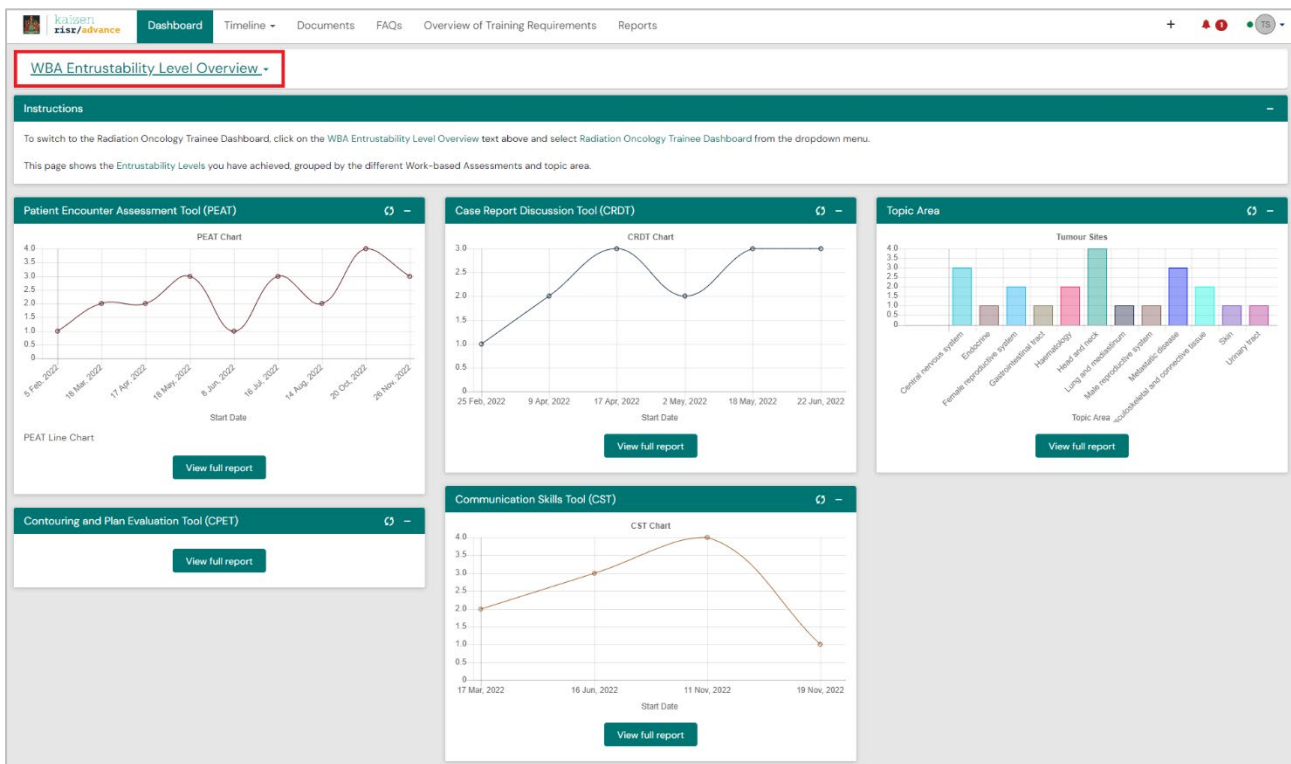 kaizen
risr/advance
Dashboard
Timeline
Documents
FAQs
Overview of Training Requirements
Reports
+
1
TS
WBA Entrustability Level Overview
Instructions
To switch to the Radiation Oncology Trainee Dashboard, click on the WBA Entrustability Level Overview text above and select Radiation Oncology Trainee Dashboard from the dropdown menu.
This page shows the Entrustability Levels you have achieved, grouped by the different Work-based Assessments and topic area.
Patient Encounter Assessment Tool (PEAT)
PEAT Chart
4.0
3.5
3.0
2.5
2.0
1.5
1.0
0.5
0
5 Feb, 2022
18 Mar, 2022
17 Apr, 2022
18 May, 2022
8 Jun, 2022
16 Jul, 2022
14 Aug, 2022
20 Oct, 2022
26 Nov, 2022
Start Date
PEAT Line Chart
View full report
Contouring and Plan Evaluation Tool (CPET)
View full report
Case Report Discussion Tool (CRDT)
CRDT Chart
3.0
2.5
2.0
1.5
1.0
0.5
0
25 Feb, 2022
9 Apr, 2022
17 Apr, 2022
2 May, 2022
18 May, 2022
22 Jun, 2022
Start Date
View full report
Communication Skills Tool (CST)
CST Chart
4.0
3.5
3.0
2.5
2.0
1.5
1.0
0.5
0
17 Mar, 2022
16 Jun, 2022
11 Nov, 2022
19 Nov, 2022
Start Date
View full report
Topic Area
Tumour Sites
4.0
3.5
3.0
2.5
2.0
1.5
1.0
0.5
0
Central nervous system
Endocrine
Female reproductive system
Gastrointestinal tract
Haematology
Head and neck
Lung and mediastinum
Male reproductive system
Metastatic disease
usculoskeletal and connective tissue
Skin
Urinary tract
Topic Area
View full report